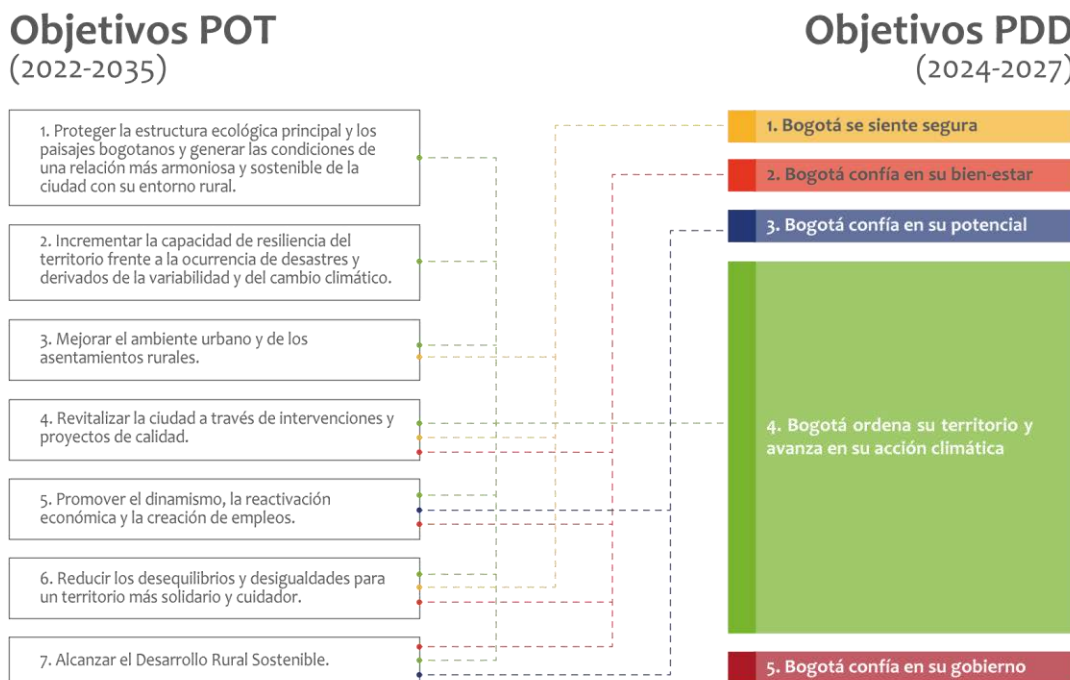 Objetivos POT
(2022-2035)
1. Proteger la estructura ecológica principal y los
paisajes bogotanos y generar las condiciones de
una relación más armoniosa y sostenible de la
ciudad con su entorno rural.
2. Incrementar la capacidad de resiliencia del
territorio frente a la ocurrencia de desastres y
derivados de la variabilidad y del cambio climático.
3. Mejorar el ambiente urbano y de los
asentamientos rurales.
4. Revitalizar la ciudad a través de intervenciones y
proyectos de calidad.
5. Promover el dinamismo, la reactivación
económica y la creación de empleos.
6. Reducir los desequilibrios y desigualdades para
un territorio más solidario y cuidador.
7. Alcanzar el Desarrollo Rural Sostenible.
Objetivos PDD
(2024-2027)
1. Bogotá se siente segura
2. Bogotá confía en su bien-estar
3. Bogotá confía en su potencial
4. Bogotá ordena su territorio y
avanza en su acción climática
5. Bogotá confía en su gobierno